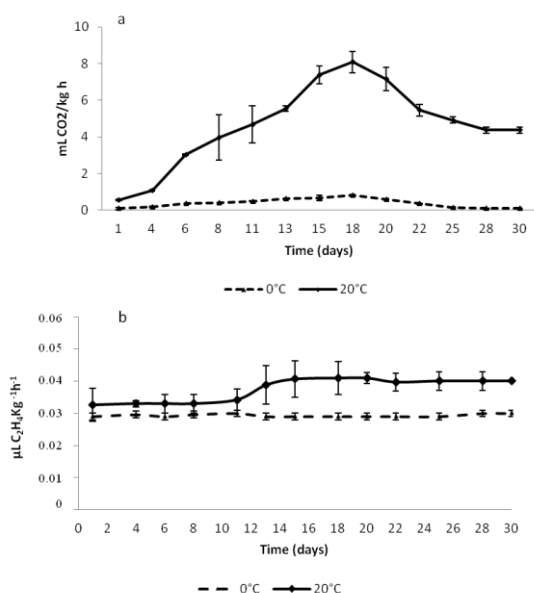 a
10
8
6
4
2
0
mL CO2/kg h
1 4 6 8 11 13 15 18 20 22 25 28 30
Time (days)
0°C 20°C
b
0.06
0.05
0.04
0.03
0.02
0.01
0
µL C₂H₄Kg⁻¹h⁻¹
0 2 4 6 8 10 12 14 16 18 20 22 24 26 28 30
Time (days)
0°C 20°C